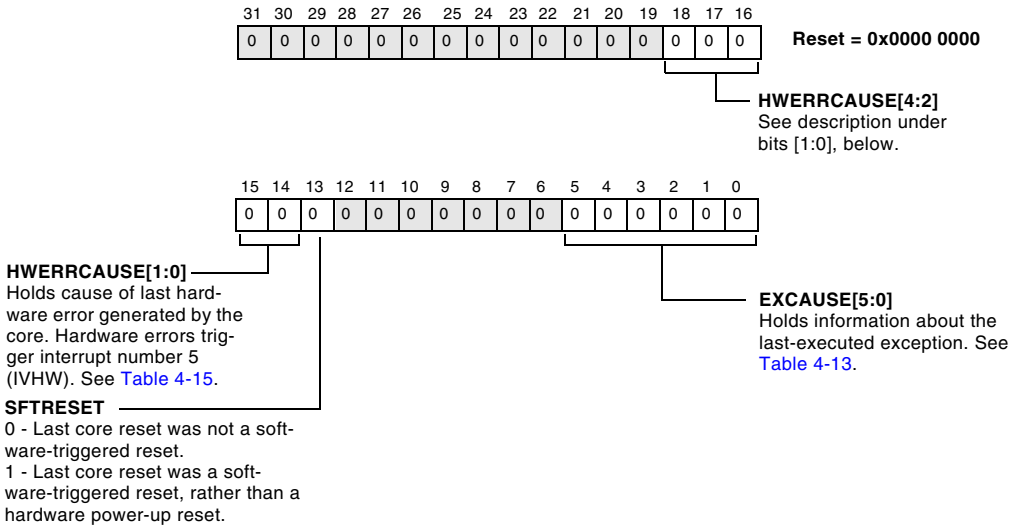 31 30 29 28 27 26 25 24 23 22 21 20 19 18 17 16
0 0 0 0 0 0 0 0 0 0 0 0 0 0 0 0
Reset = 0x0000 0000
HWERRCAUSE[4:2]
See description under
bits [1:0], below.
15 14 13 12 11 10 9 8 7 6 5 4 3 2 1 0
0 0 0 0 0 0 0 0 0 0 0 0 0 0 0 0
HWERRCAUSE[1:0]
Holds cause of last hard-
ware error generated by the
core. Hardware errors trig-
ger interrupt number 5
(IVHW). See Table 4-15.
EXCAUSE[5:0]
Holds information about the
last-executed exception. See
Table 4-13.
SFTRESET
0 - Last core reset was not a soft-
ware-triggered reset.
1 - Last core reset was a soft-
ware-triggered reset, rather than a
hardware power-up reset.